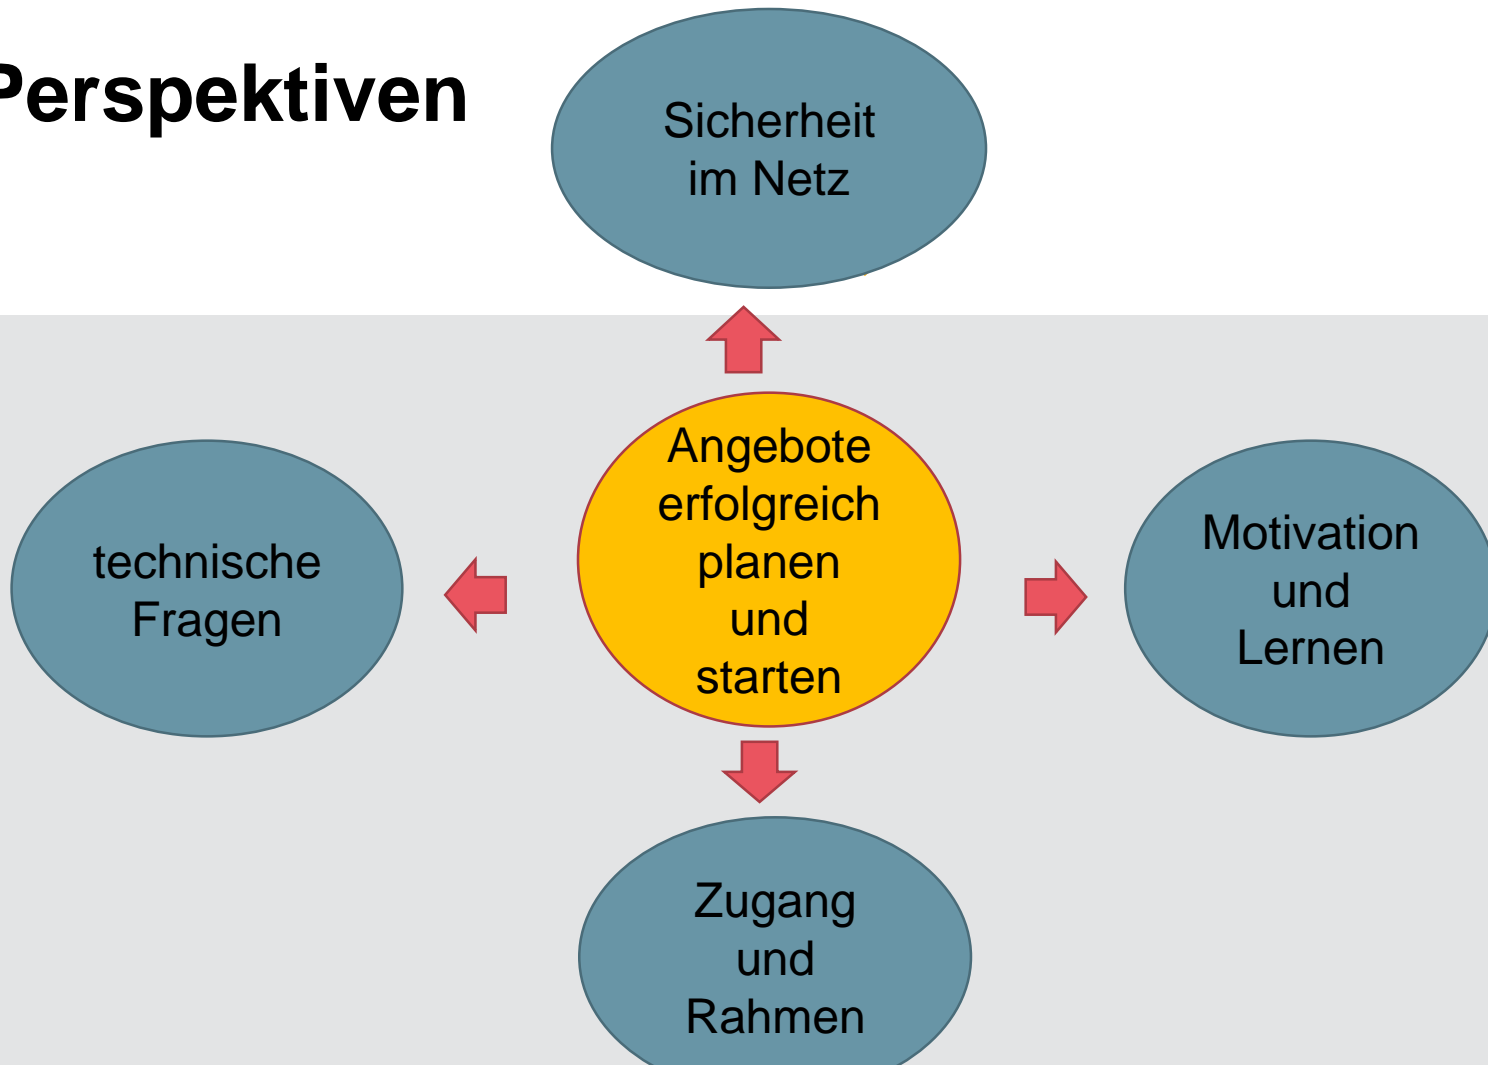 Perspektiven
Sicherheit
im Netz
Angebote
erfolgreich
planen
und
starten
technische
Fragen
Motivation
und
Lernen
Zugang
und
Rahmen